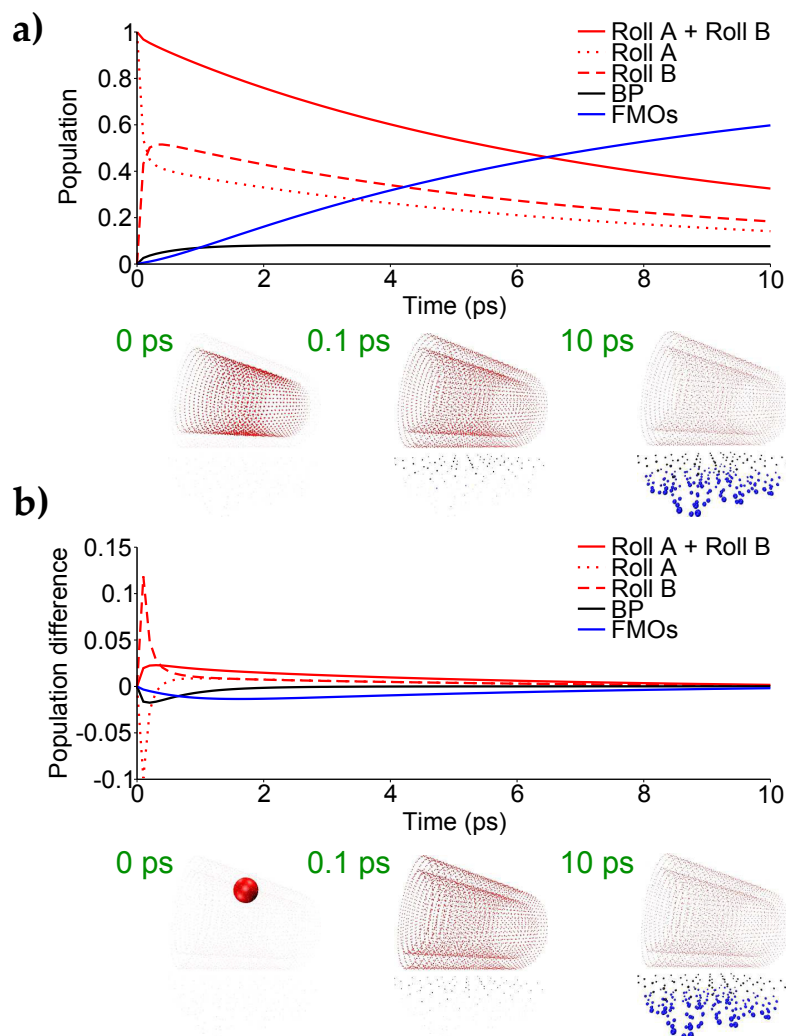 a)
Population
1
0.8
0.6
0.4
0.2
0
0 2 4 6 8 10
Time (ps)
Roll A + Roll B
Roll A
Roll B
BP
FMOs
0 ps 0.1 ps 10 ps
b)
Population difference
0.15
0.1
0.05
0
-0.05
-0.1
0 2 4 6 8 10
Time (ps)
Roll A + Roll B
Roll A
Roll B
BP
FMOs
0 ps 0.1 ps 10 ps